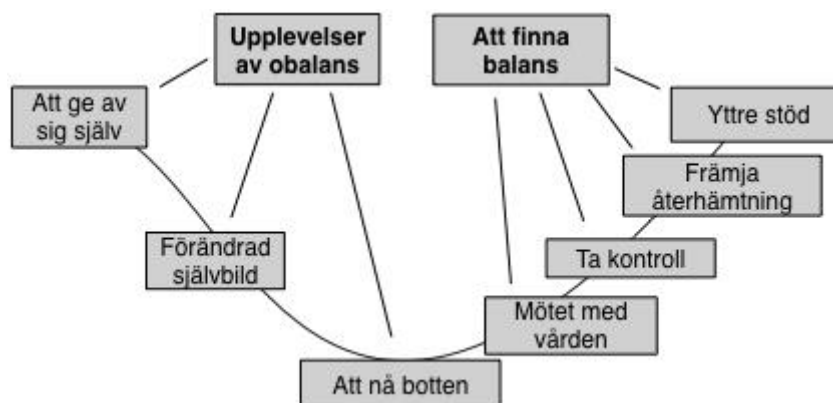 Upplevelser
av obalans
Att finna
balans
Att ge av
sig själv
Yttre stöd
Främja
återhämtning
Förändrad
självbild
Ta kontroll
Mötet med
vården
Att nå botten